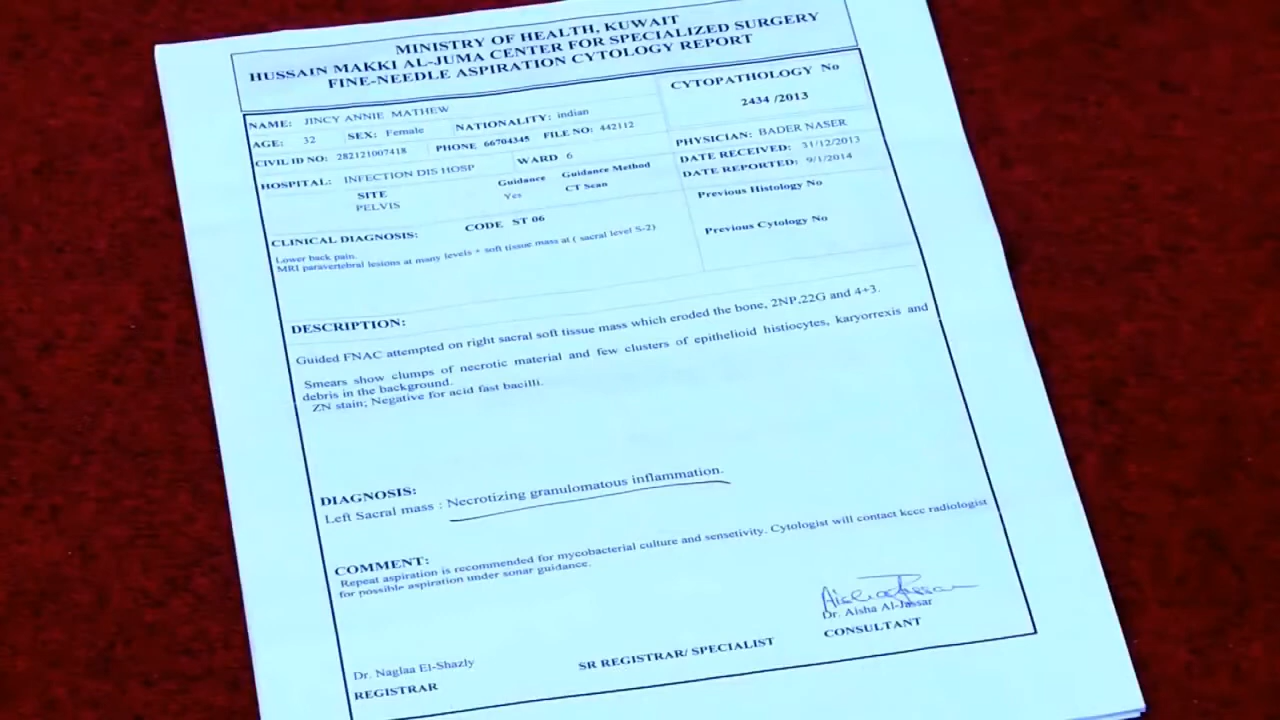 MINISTRY OF HEALTH, KUWAIT
HUSSAIN MAKKI AL-JUMA CENTER FOR SPECIALIZED SURGERY
FINE-NEEDLE ASPIRATION CYTOLOGY REPORT
NAME: JINCY ANNIE MATHEW
AGE: 32 SEX: Female NATIONALITY: indian
CIVIL ID NO: 282121007418 PHONE 66704345 FILE NO: 442112
HOSPITAL: INFECTION DIS HOSP WARD 6
SITE Guidance Guidance Method
PELVIS Yes CT Scan
CYTOPATHOLOGY No
2434 /2013
PHYSICIAN: BADER NASER
DATE RECEIVED: 31/12/2013
DATE REPORTED: 9/1/2014
Previous Histology No
Previous Cytology No
CLINICAL DIAGNOSIS: CODE ST 06
Lower back pain.
MRI paravertebral lesions at many levels + soft tissue mass at ( sacral level S-2)
DESCRIPTION:
Guided FNAC attempted on right sacral soft tissue mass which eroded the bone, 2NP,22G and 4+3.
Smears show clumps of necrotic material and few clusters of epithelioid histiocytes, karyorrexis and
debris in the background.
ZN stain; Negative for acid fast bacilli.
DIAGNOSIS:
Left Sacral mass : Necrotizing granulomatous inflammation.
COMMENT:
Repeat aspiration is recommended for mycobacterial culture and sensetivity. Cytologist will contact kccc radiologist
for possible aspiration under sonar guidance.
Dr. Aisha Al-Jassar
CONSULTANT
SR REGISTRAR/ SPECIALIST
Dr. Naglaa El-Shazly
REGISTRAR